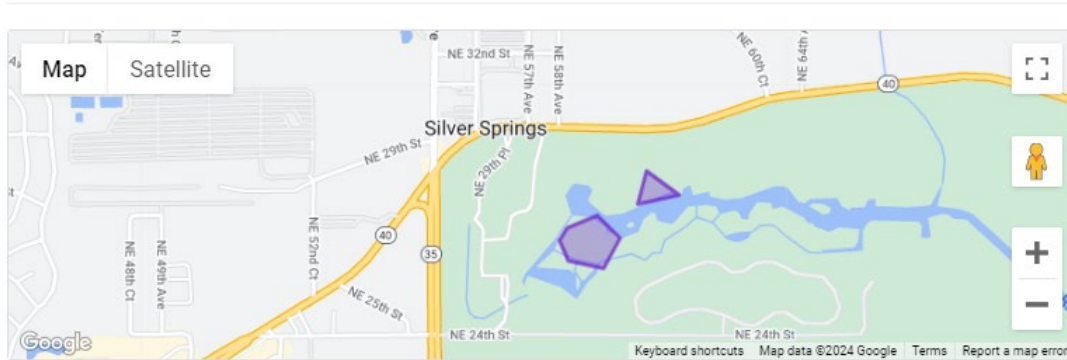 Map
Satellite
NE 32nd St
NE 57th Ave
NE 58th Ave
NE 60th Ct
NE 64th A
40
Silver Springs
NE 29th St
NE 29th Pl
40
35
NE 52nd Ct
NE 48th Ct
NE 49th Ave
NE 25th St
NE 24th St
NE 24th St
Google
Keyboard shortcuts
Map data ©2024 Google
Terms
Report a map error